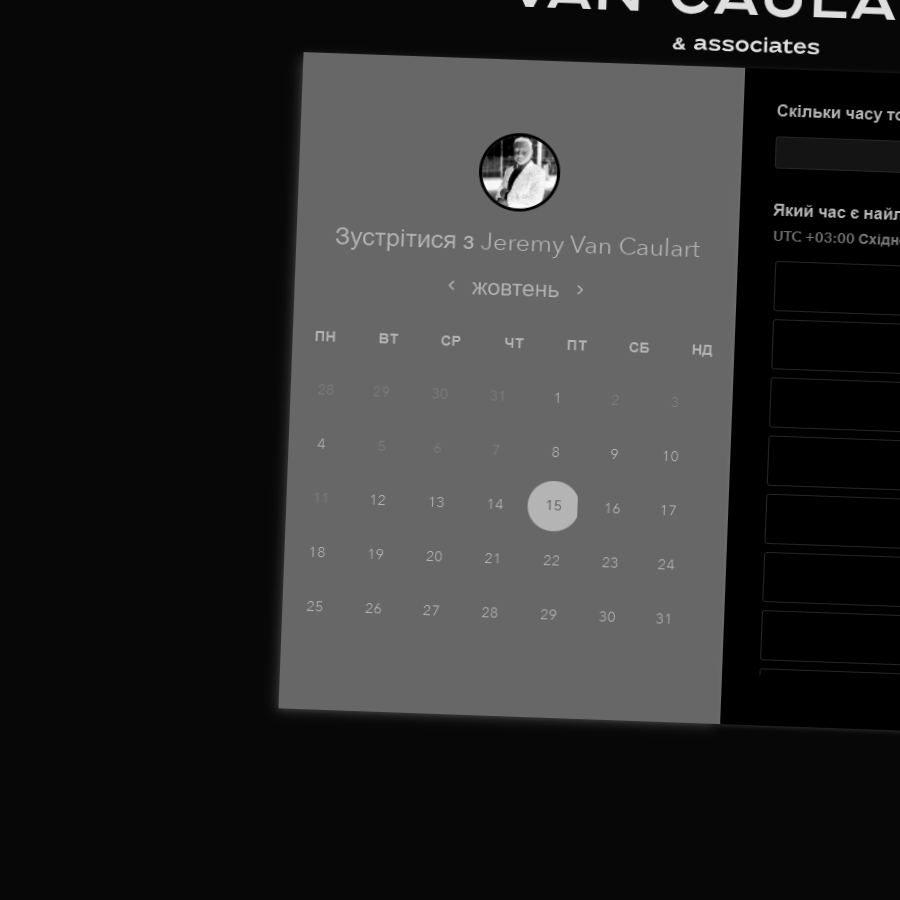 VAN CAULA
& associates
Зустрітися з Jeremy Van Caulart
‹ жовтень ›
ПН ВТ СР ЧТ ПТ СБ НД
28 29 30 31 1 2 3
4 5 6 7 8 9 10
11 12 13 14 15 16 17
18 19 20 21 22 23 24
25 26 27 28 29 30 31
Скільки часу
Який час є
UTC +03:00